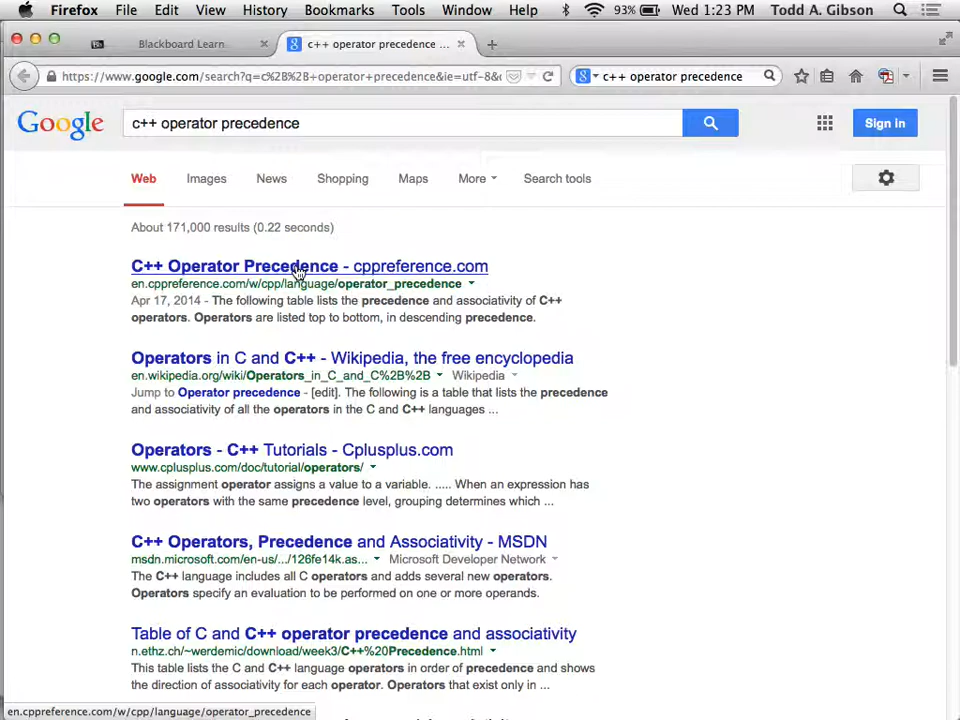 Firefox File Edit View History Bookmarks Tools Window Help 93% Wed 1:23 PM Todd A. Gibson
Bb Blackboard Learn × c++ operator precedence ... × +
https://www.google.com/search?q=c%2B%2B+operator+precedence&ie=utf-8& c++ operator precedence
Google c++ operator precedence Sign in
Web Images News Shopping Maps More Search tools
About 171,000 results (0.22 seconds)
C++ Operator Precedence - cppreference.com
en.cppreference.com/w/cpp/language/operator_precedence
Apr 17, 2014 - The following table lists the precedence and associativity of C++
operators. Operators are listed top to bottom, in descending precedence.
Operators in C and C++ - Wikipedia, the free encyclopedia
en.wikipedia.org/wiki/Operators_in_C_and_C%2B%2B Wikipedia
Jump to Operator precedence - [edit]. The following is a table that lists the precedence
and associativity of all the operators in the C and C++ languages ...
Operators - C++ Tutorials - Cplusplus.com
www.cplusplus.com/doc/tutorial/operators/
The assignment operator assigns a value to a variable. ..... When an expression has
two operators with the same precedence level, grouping determines which ...
C++ Operators, Precedence and Associativity - MSDN
msdn.microsoft.com/en-us/.../126fe14k.as... Microsoft Developer Network
The C++ language includes all C operators and adds several new operators.
Operators specify an evaluation to be performed on one or more operands.
Table of C and C++ operator precedence and associativity
n.ethz.ch/~werdemic/download/week3/C++%20Precedence.html
This table lists the C and C++ language operators in order of precedence and shows
the direction of associativity for each operator. Operators that exist only in ...
en.cppreference.com/w/cpp/language/operator_precedence